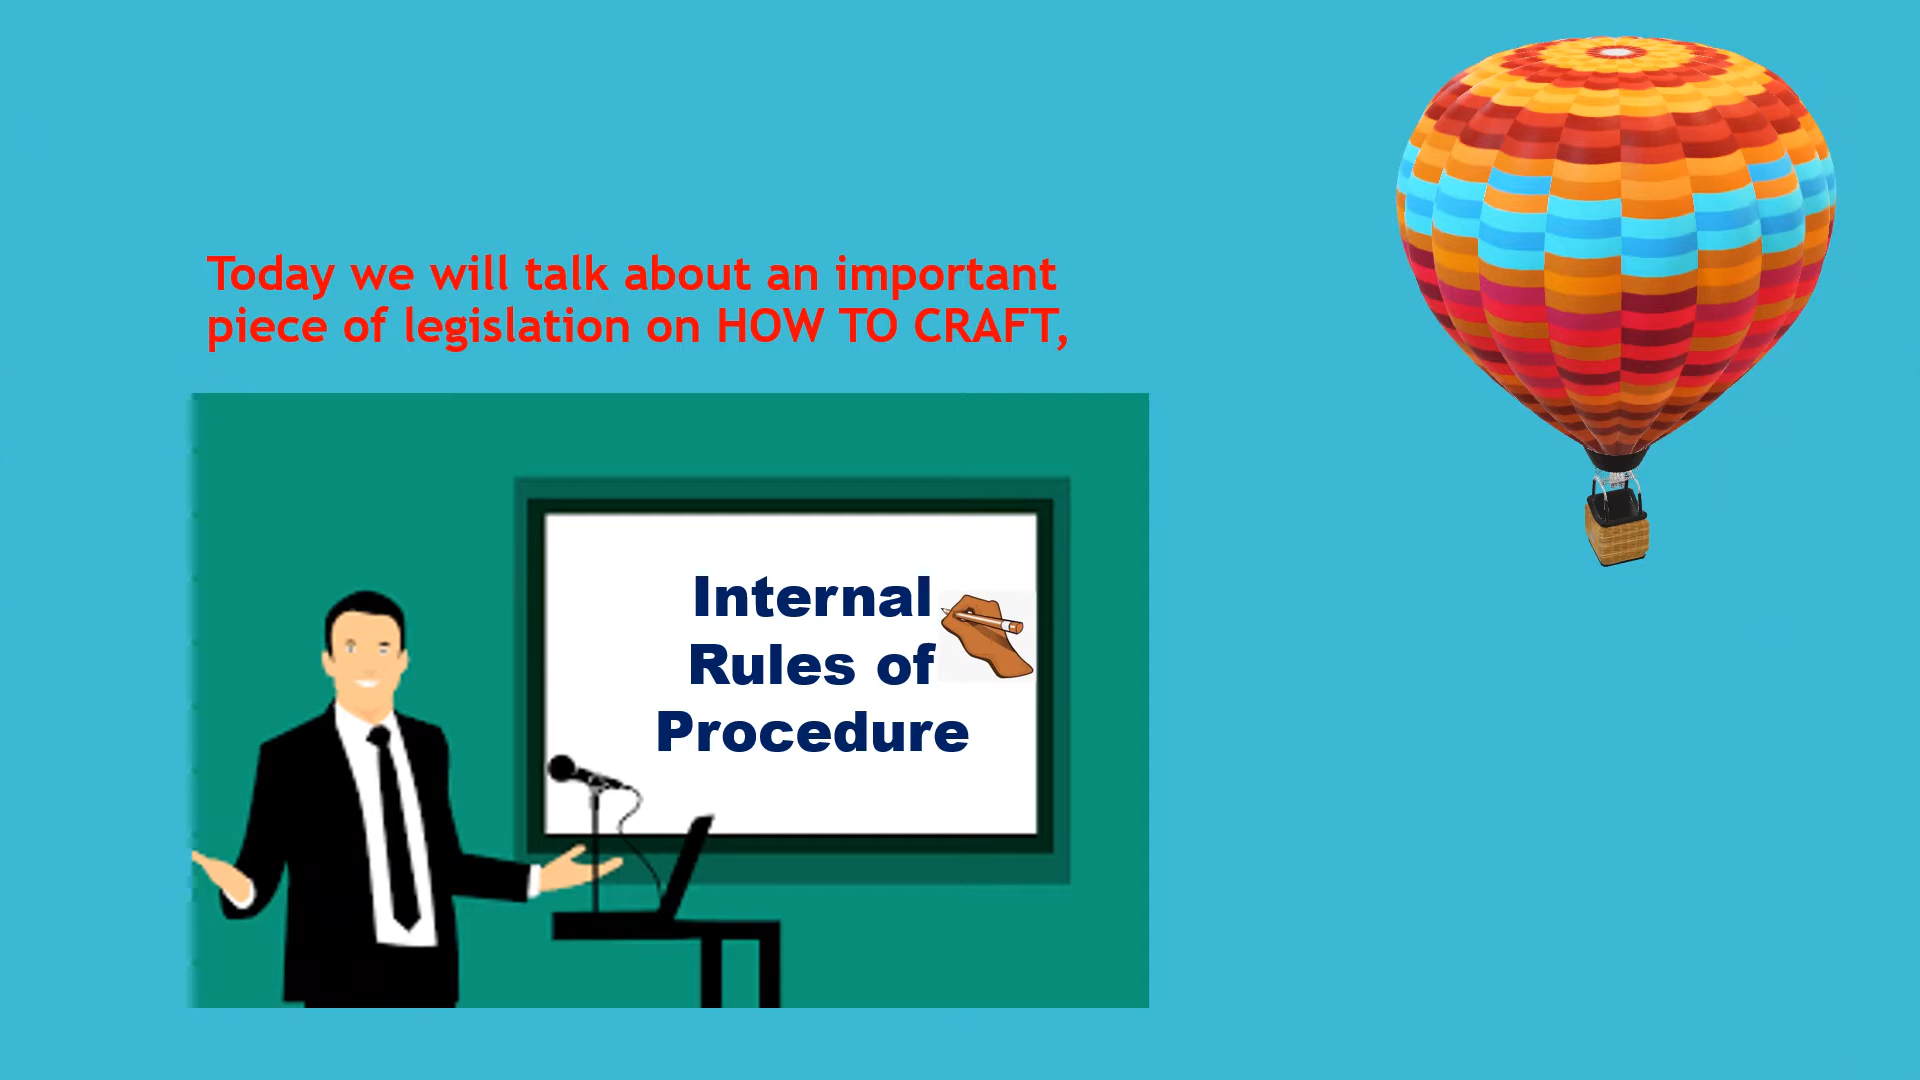 Today we will talk about an important
piece of legislation on HOW TO CRAFT,
Internal
Rules of
Procedure